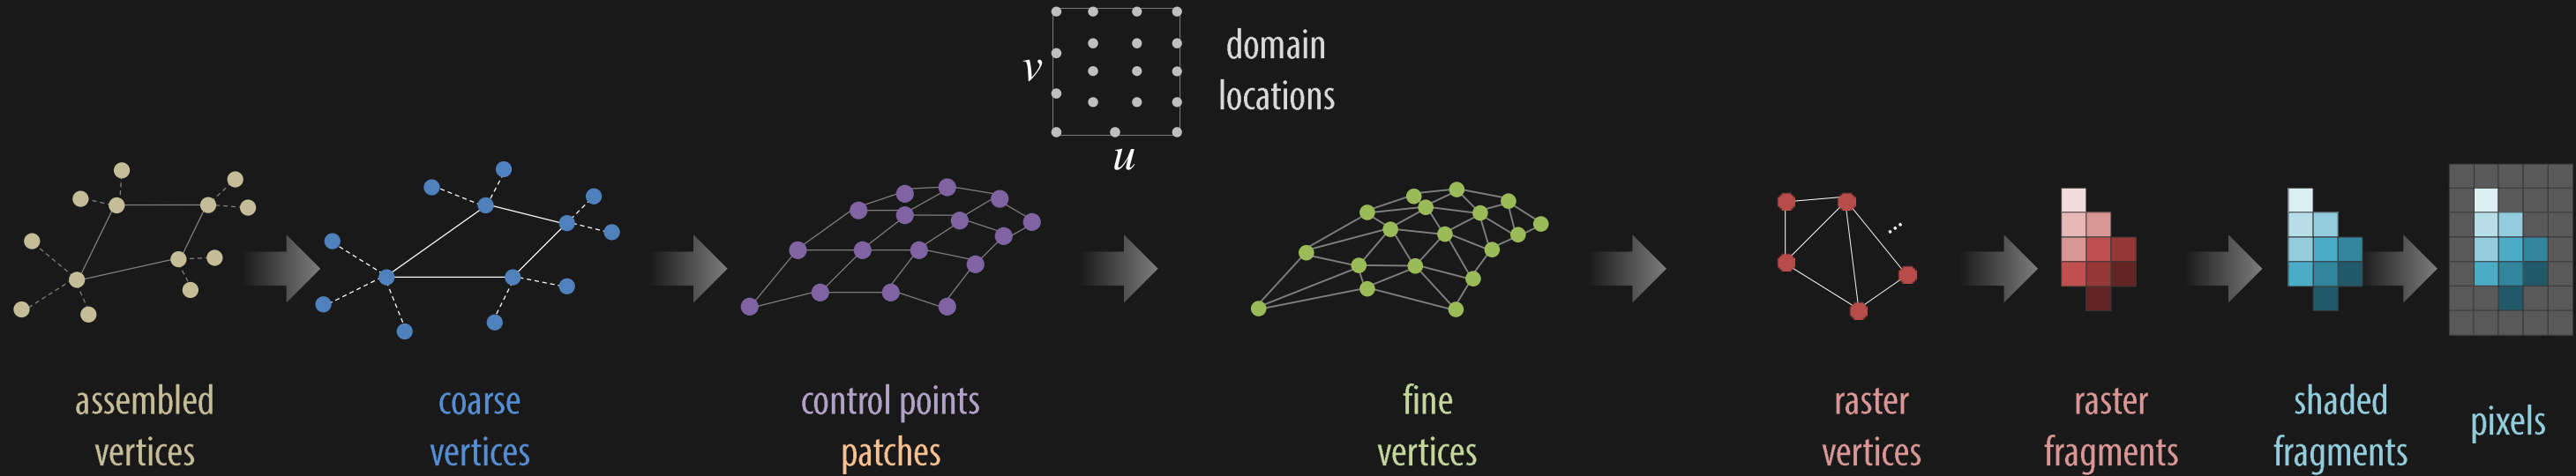 domain
locations
v
u
assembled
vertices
coarse
vertices
control points
patches
fine
vertices
...
raster
vertices
raster
fragments
shaded
fragments
pixels